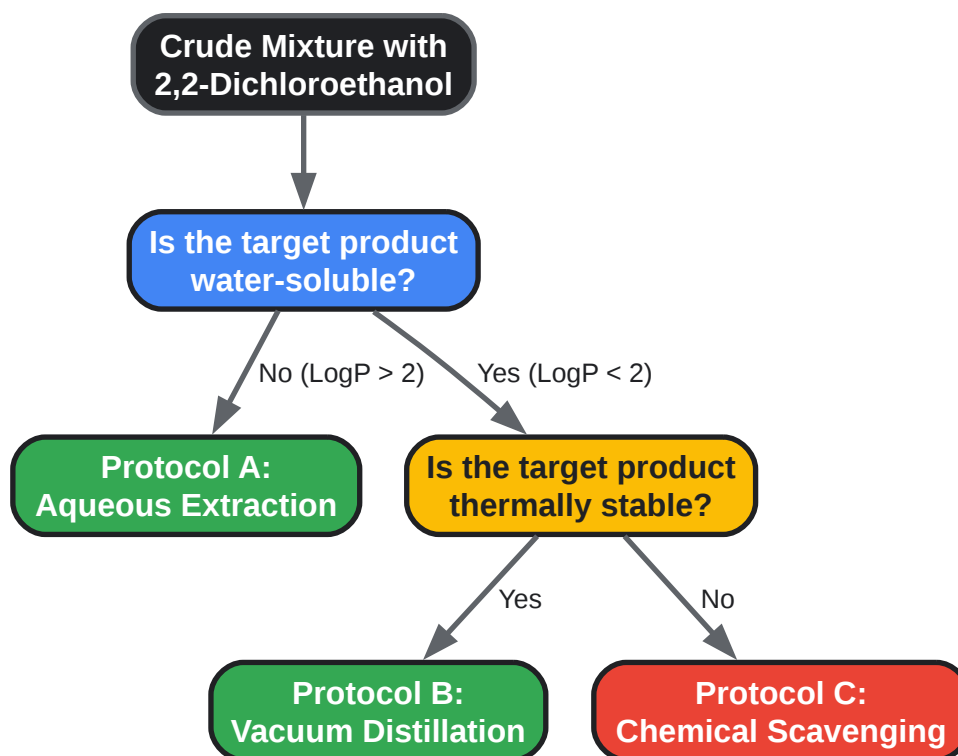 Crude Mixture with
2,2-Dichloroethanol
Is the target product
water-soluble?
No (LogP > 2)
Yes (LogP < 2)
Protocol A:
Aqueous Extraction
Is the target product
thermally stable?
Yes
No
Protocol B:
Vacuum Distillation
Protocol C:
Chemical Scavenging